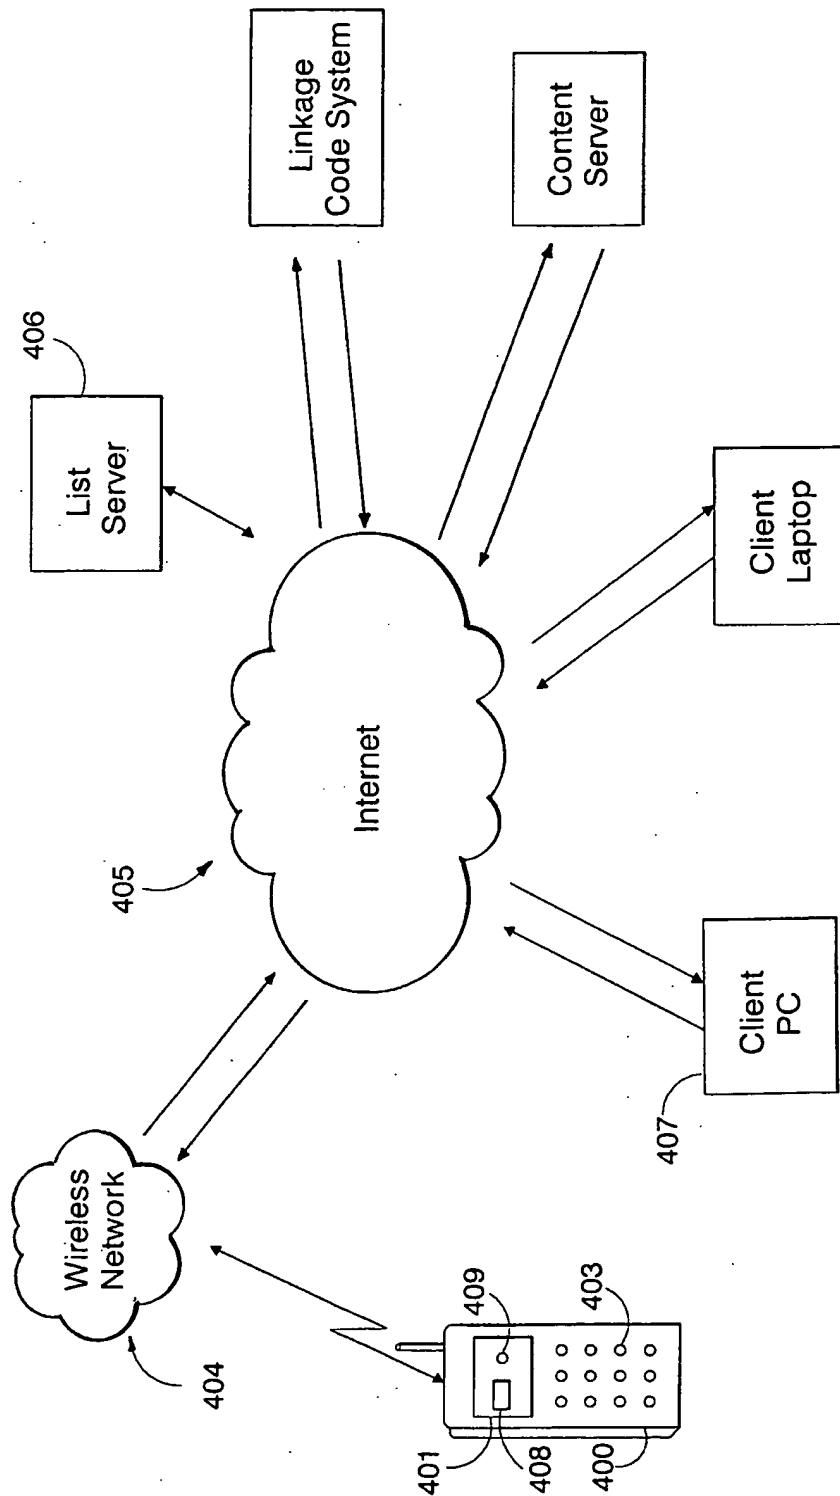 Wireless
Network
404
405
Internet
List
Server
406
Linkage
Code System
Content
Server
Client
Laptop
Client
PC
407
401
408
400
409
403